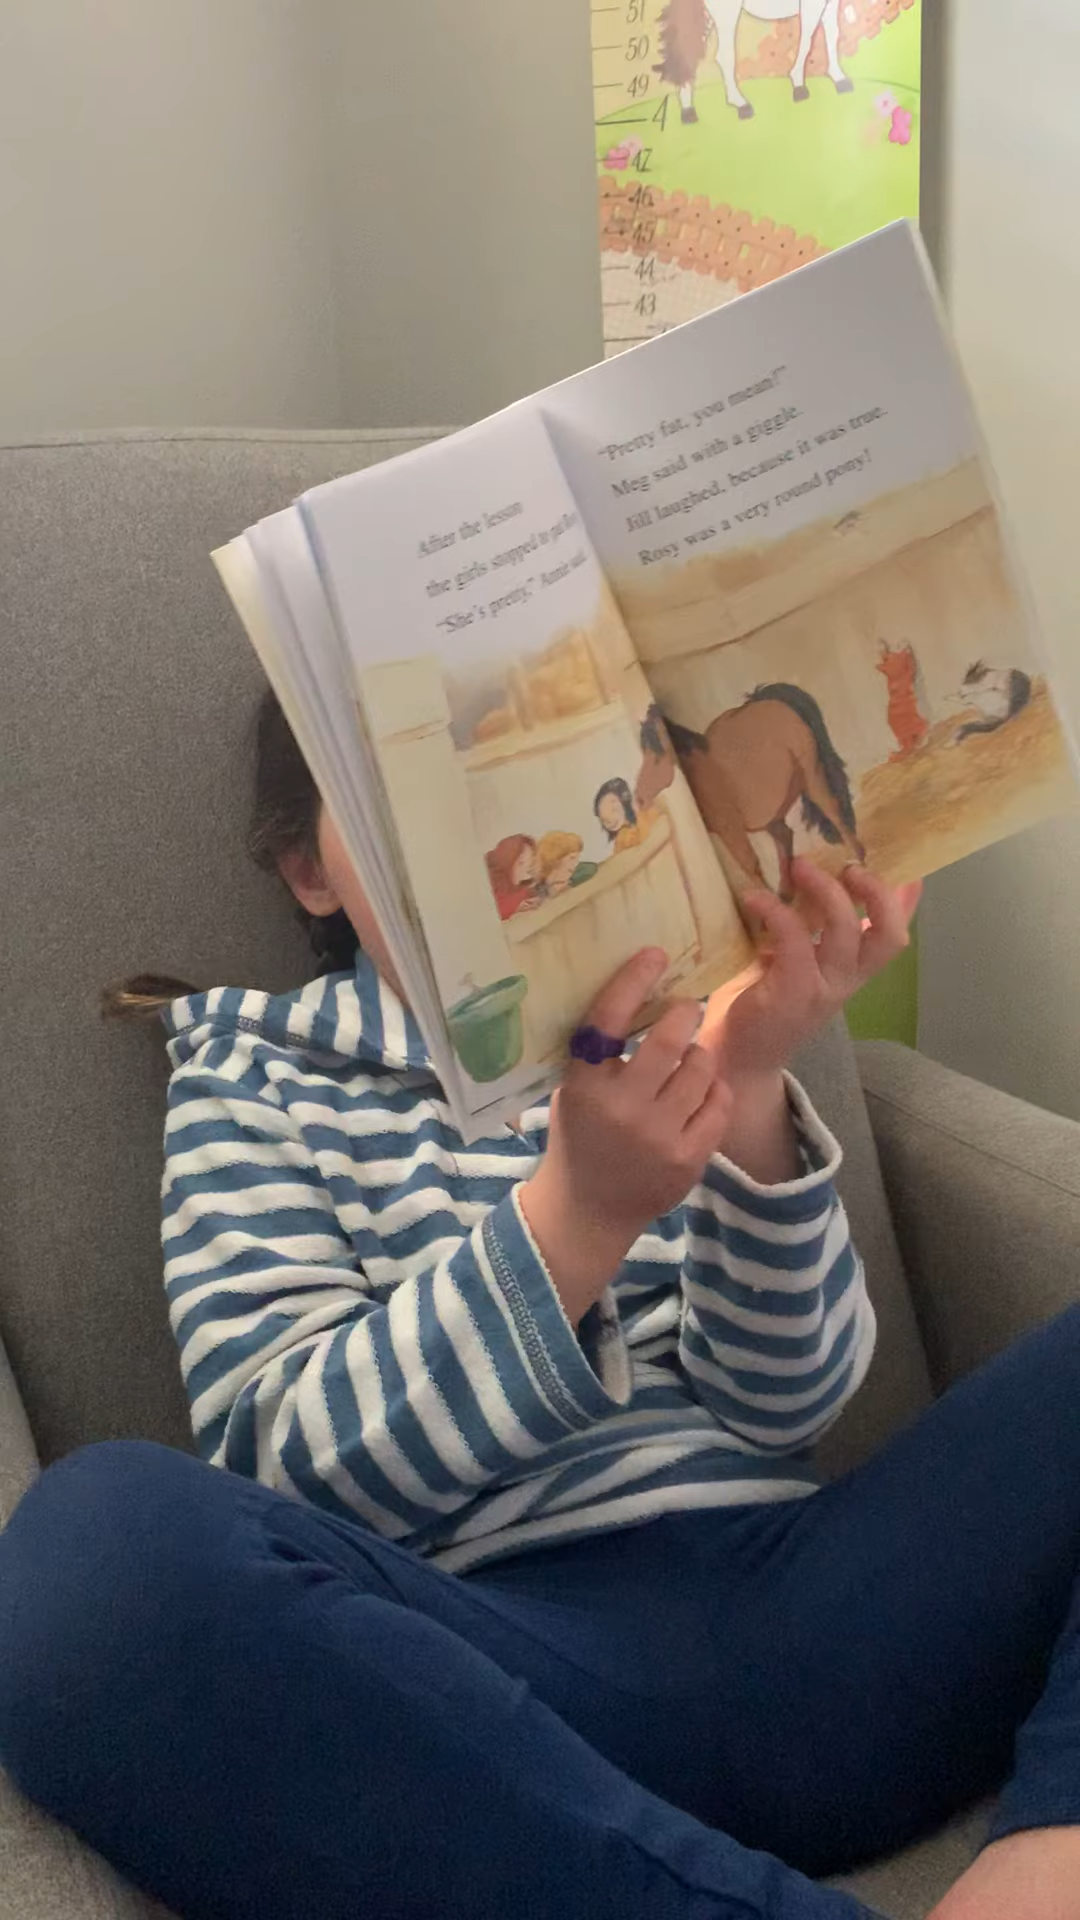 51
50
49
4
47
46
45
44
43
After the lesson
the girls stopped to pat Rosy.
"She's pretty," Annie said.
"Pretty fat, you mean!"
Meg said with a giggle.
Jill laughed, because it was true.
Rosy was a very round pony!